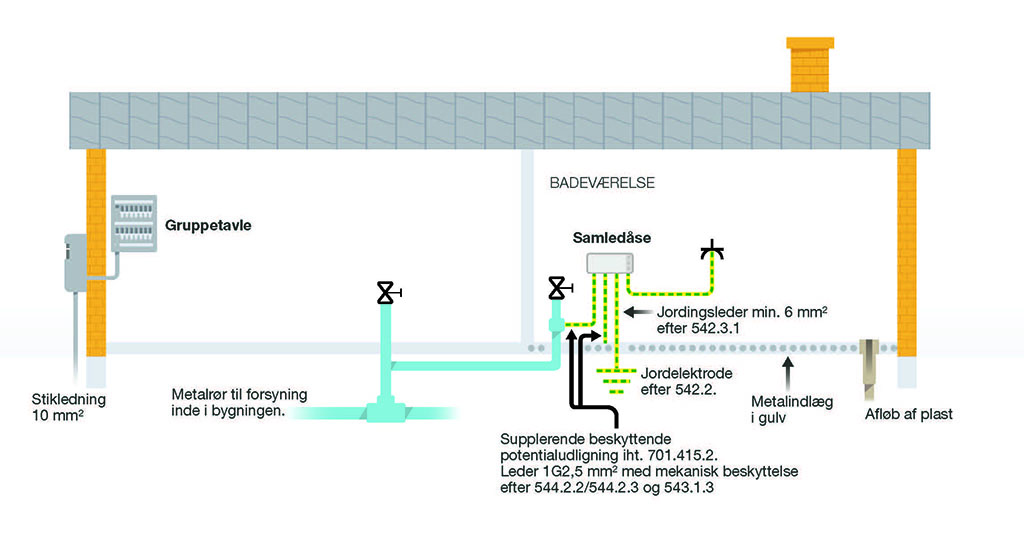 BADEVÆRELSE
Gruppetavle
Samledåse
Jordingsleder min. 6 mm²
efter 542.3.1
Jordelektrode
efter 542.2.
Stikledning
10 mm²
Metalrør til forsyning
inde i bygningen.
Metalindlæg
i gulv
Afløb af plast
Supplerende beskyttende
potentialudligning iht. 701.415.2.
Leder 1G2,5 mm² med mekanisk beskyttelse
efter 544.2.2/544.2.3 og 543.1.3